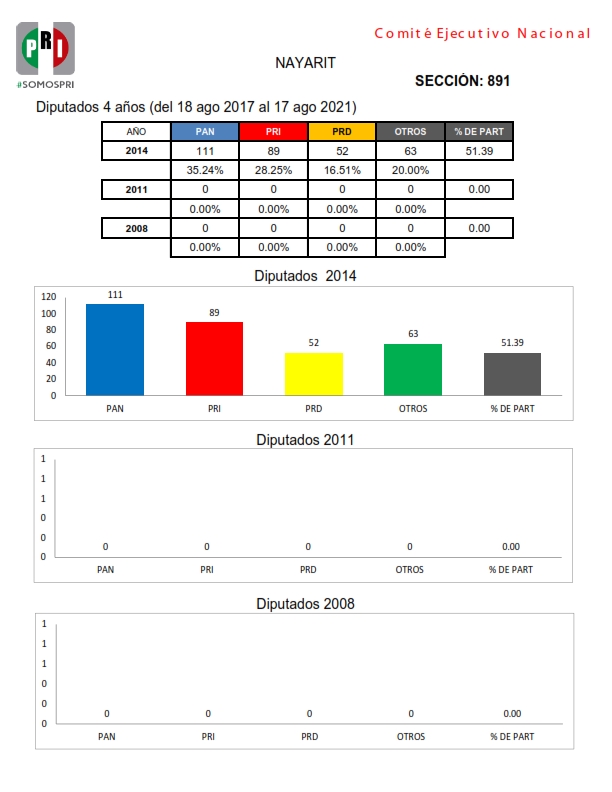 PRI
#SOMOSPRI
Comité Ejecutivo Nacional
NAYARIT
SECCIÓN: 891
Diputados 4 años (del 18 ago 2017 al 17 ago 2021)
AÑO PAN PRI PRD OTROS % DE PART
2014 111 89 52 63 51.39
35.24% 28.25% 16.51% 20.00%
2011 0 0 0 0 0.00
0.00% 0.00% 0.00% 0.00%
2008 0 0 0 0 0.00
0.00% 0.00% 0.00% 0.00%
Diputados 2014
120
100
80
60
40
20
0
111 89 52 63 51.39
PAN PRI PRD OTROS % DE PART
Diputados 2011
1
1
1
0
0
0
0 0 0 0 0.00
PAN PRI PRD OTROS % DE PART
Diputados 2008
1
1
1
0
0
0
0 0 0 0 0.00
PAN PRI PRD OTROS % DE PART